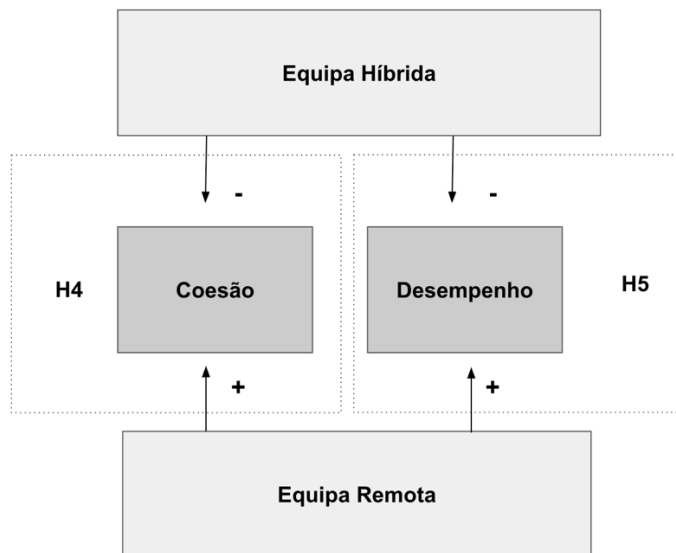 Equipa Híbrida
-
-
H4
Coesão
Desempenho
H5
+
+
Equipa Remota